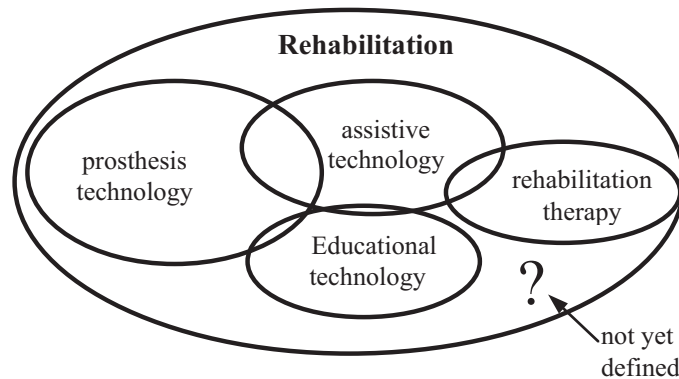 Rehabilitation
assistive
technology
prosthesis
technology
rehabilitation
therapy
Educational
technology
?
not yet
defined